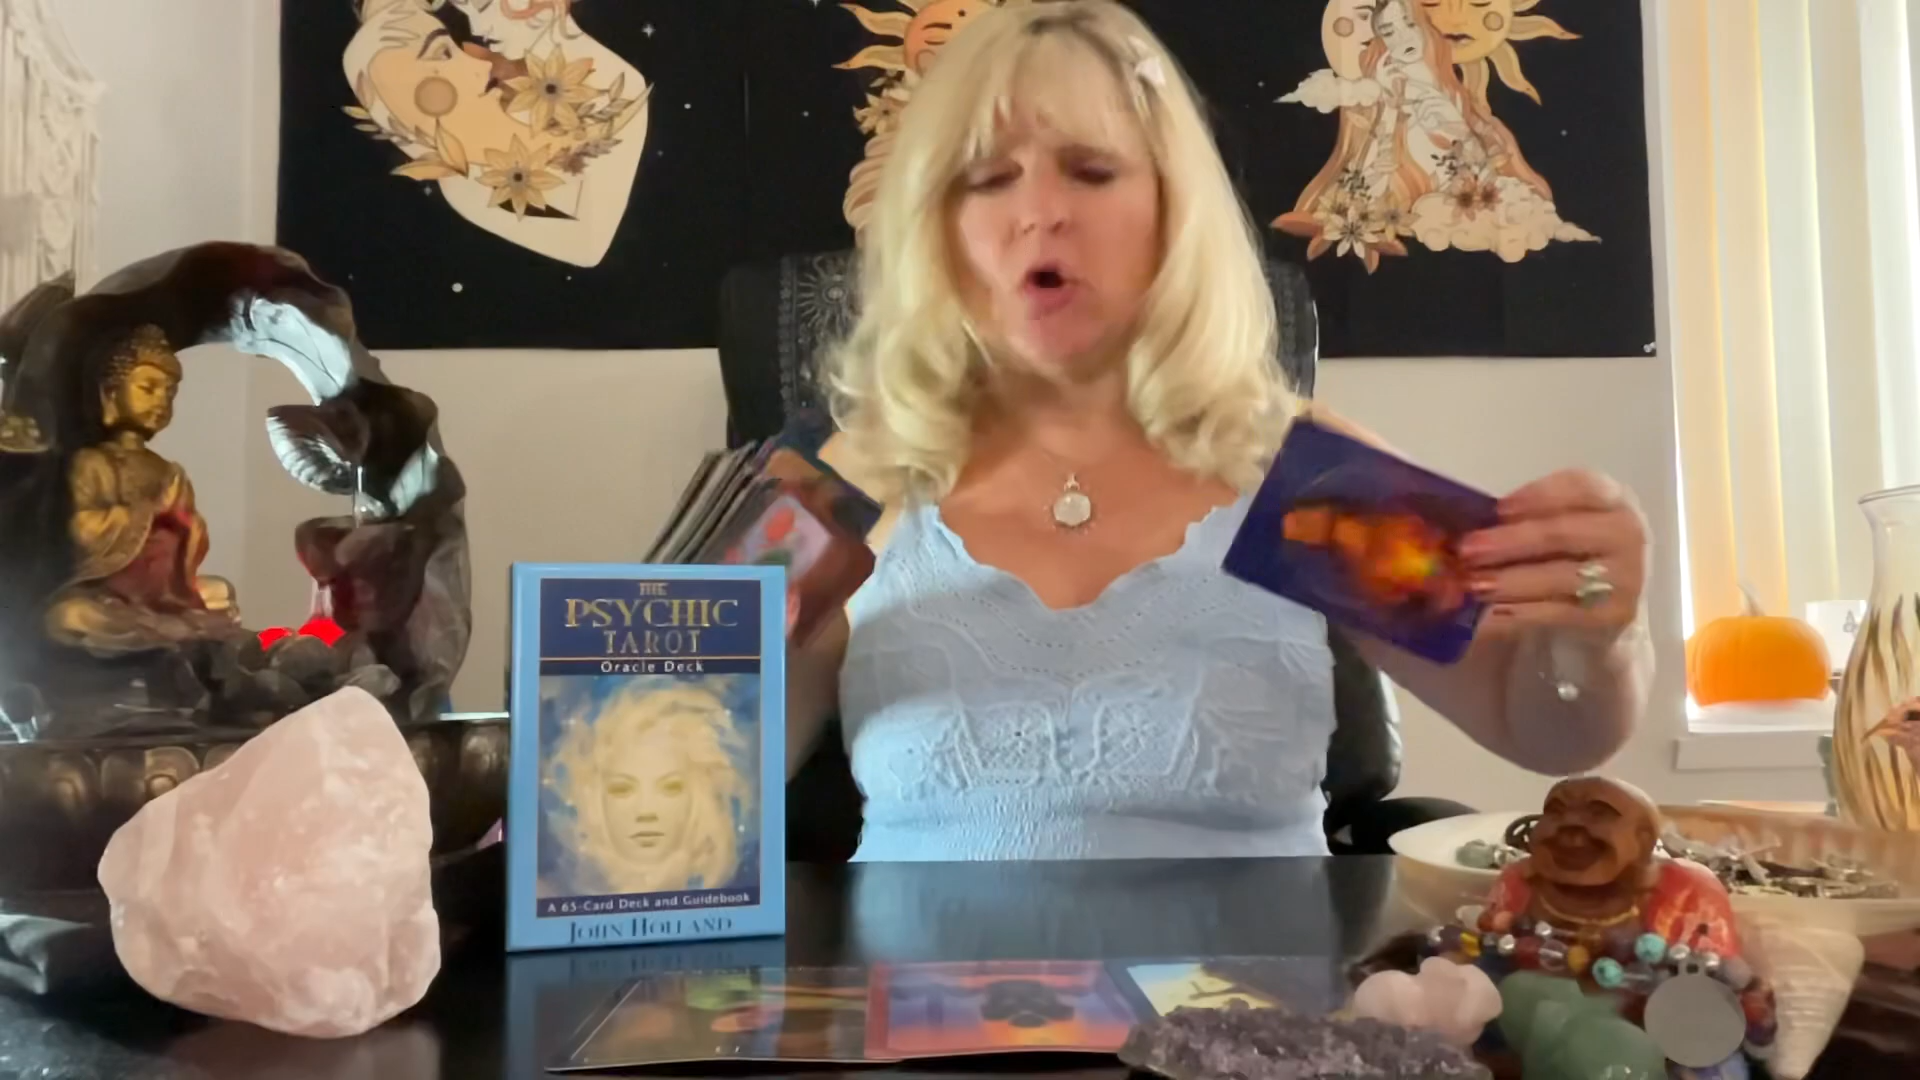 THE
PSYCHIC
TAROT
Oracle Deck
A 65-Card Deck and Guidebook
JOHN HOLLAND